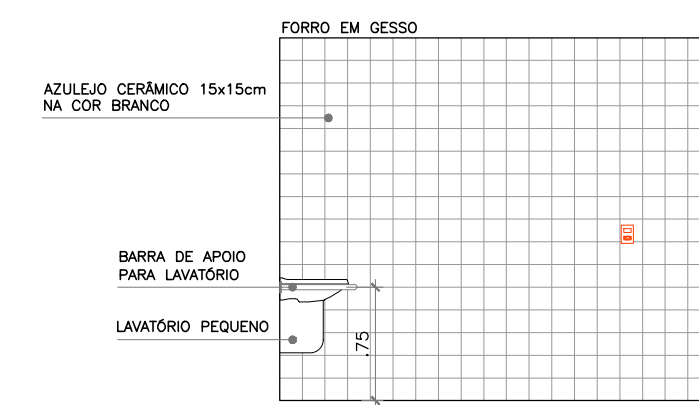 FORRO EM GESSO
AZULEJO CERÂMICO 15x15cm
NA COR BRANCO
BARRA DE APOIO
PARA LAVATÓRIO
LAVATÓRIO PEQUENO
.75